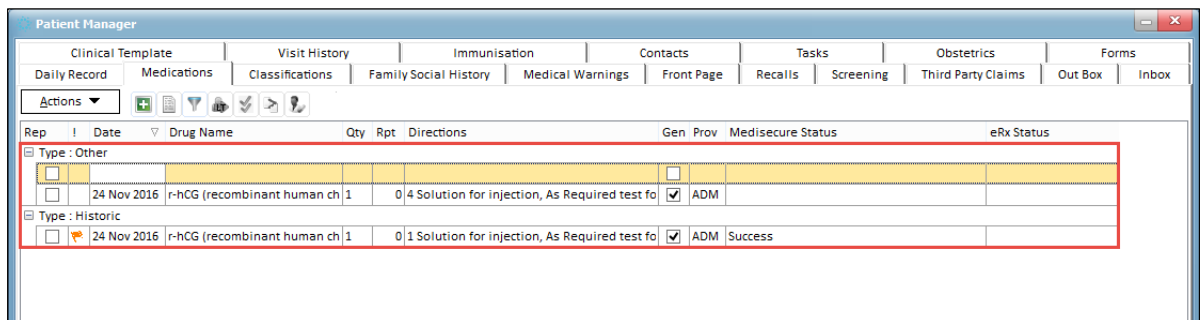 Patient Manager
Clinical Template Visit History Immunisation Contacts Tasks Obstetrics Forms
Daily Record Medications Classifications Family Social History Medical Warnings Front Page Recalls Screening Third Party Claims Out Box Inbox
Actions
Rep ! Date Drug Name Qty Rpt Directions Gen Prov Medisecure Status eRx Status
Type : Other
24 Nov 2016 r-hCG (recombinant human ch 1 0 4 Solution for injection, As Required test fo ADM
Type : Historic
24 Nov 2016 r-hCG (recombinant human ch 1 0 1 Solution for injection, As Required test fo ADM Success